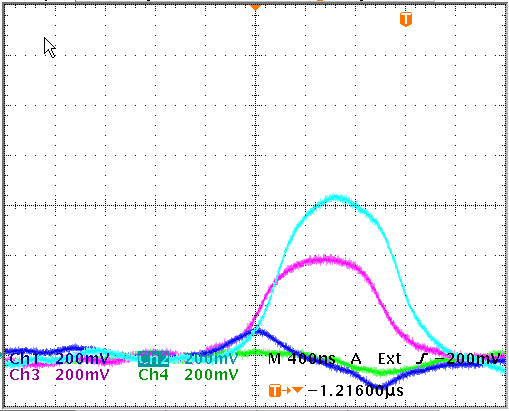 T
Ch1 200mV Ch2 200mV M 400ns A Ext ʃ −200mV
Ch3 200mV Ch4 200mV
T→▼ −1.21600µs